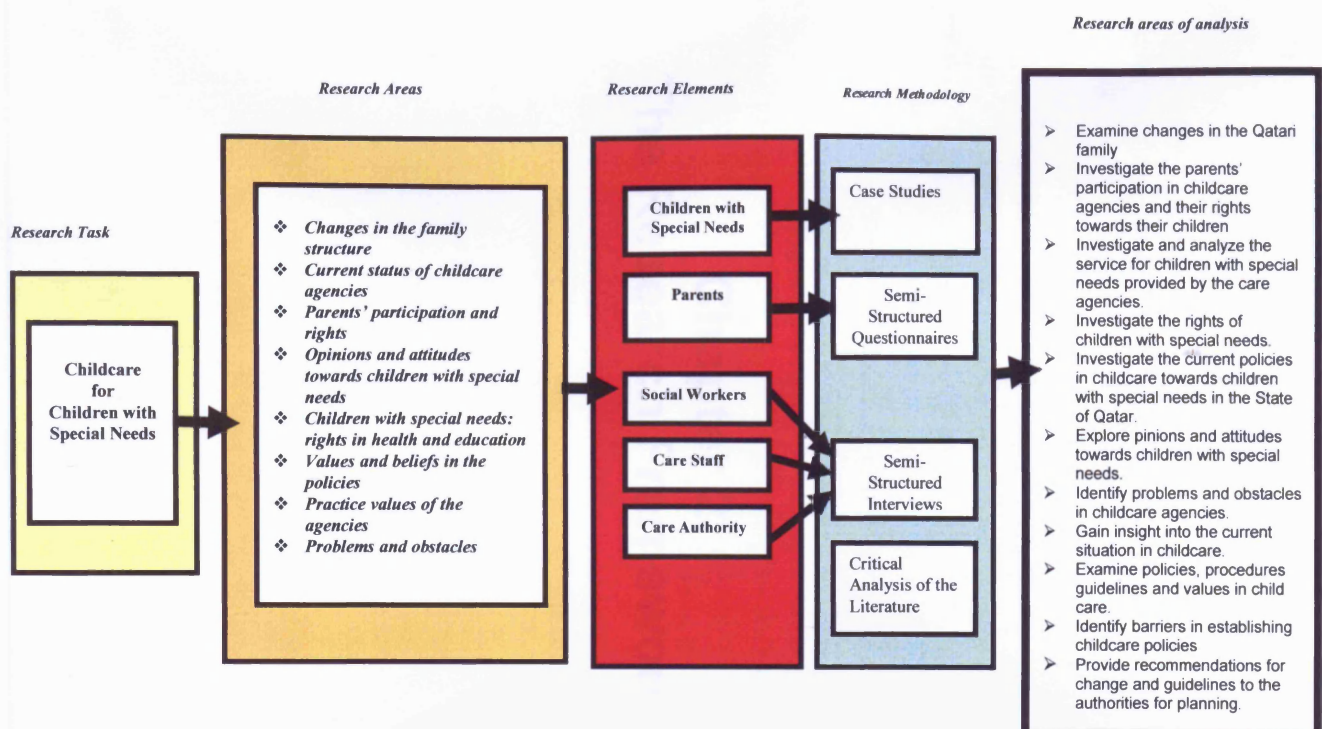 Research Task
Childcare
for
Children with
Special Needs
Research Areas
❖ Changes in the family
structure
❖ Current status of childcare
agencies
❖ Parents' participation and
rights
❖ Opinions and attitudes
towards children with special
needs
❖ Children with special needs:
rights in health and education
❖ Values and beliefs in the
policies
❖ Practice values of the
agencies
❖ Problems and obstacles
Research Elements
Children with
Special Needs
Parents
Social Workers
Care Staff
Care Authority
Research Methodology
Case Studies
Semi-
Structured
Questionnaires
Semi-
Structured
Interviews
Critical
Analysis of the
Literature
Research areas of analysis
➢ Examine changes in the Qatari
family
➢ Investigate the parents'
participation in childcare
agencies and their rights
towards their children
➢ Investigate and analyze the
service for children with special
needs provided by the care
agencies.
➢ Investigate the rights of
children with special needs.
➢ Investigate the current policies
in childcare towards children
with special needs in the State
of Qatar.
➢ Explore pinions and attitudes
towards children with special
needs.
➢ Identify problems and obstacles
in childcare agencies.
➢ Gain insight into the current
situation in childcare.
➢ Examine policies, procedures
guidelines and values in child
care.
➢ Identify barriers in establishing
childcare policies
➢ Provide recommendations for
change and guidelines to the
authorities for planning.